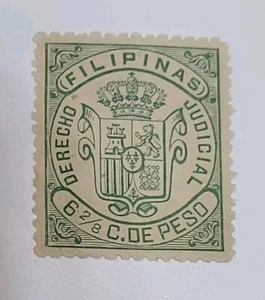 FILIPINAS
DERECHO JUDICIAL
6 2/8 C. DE PESO